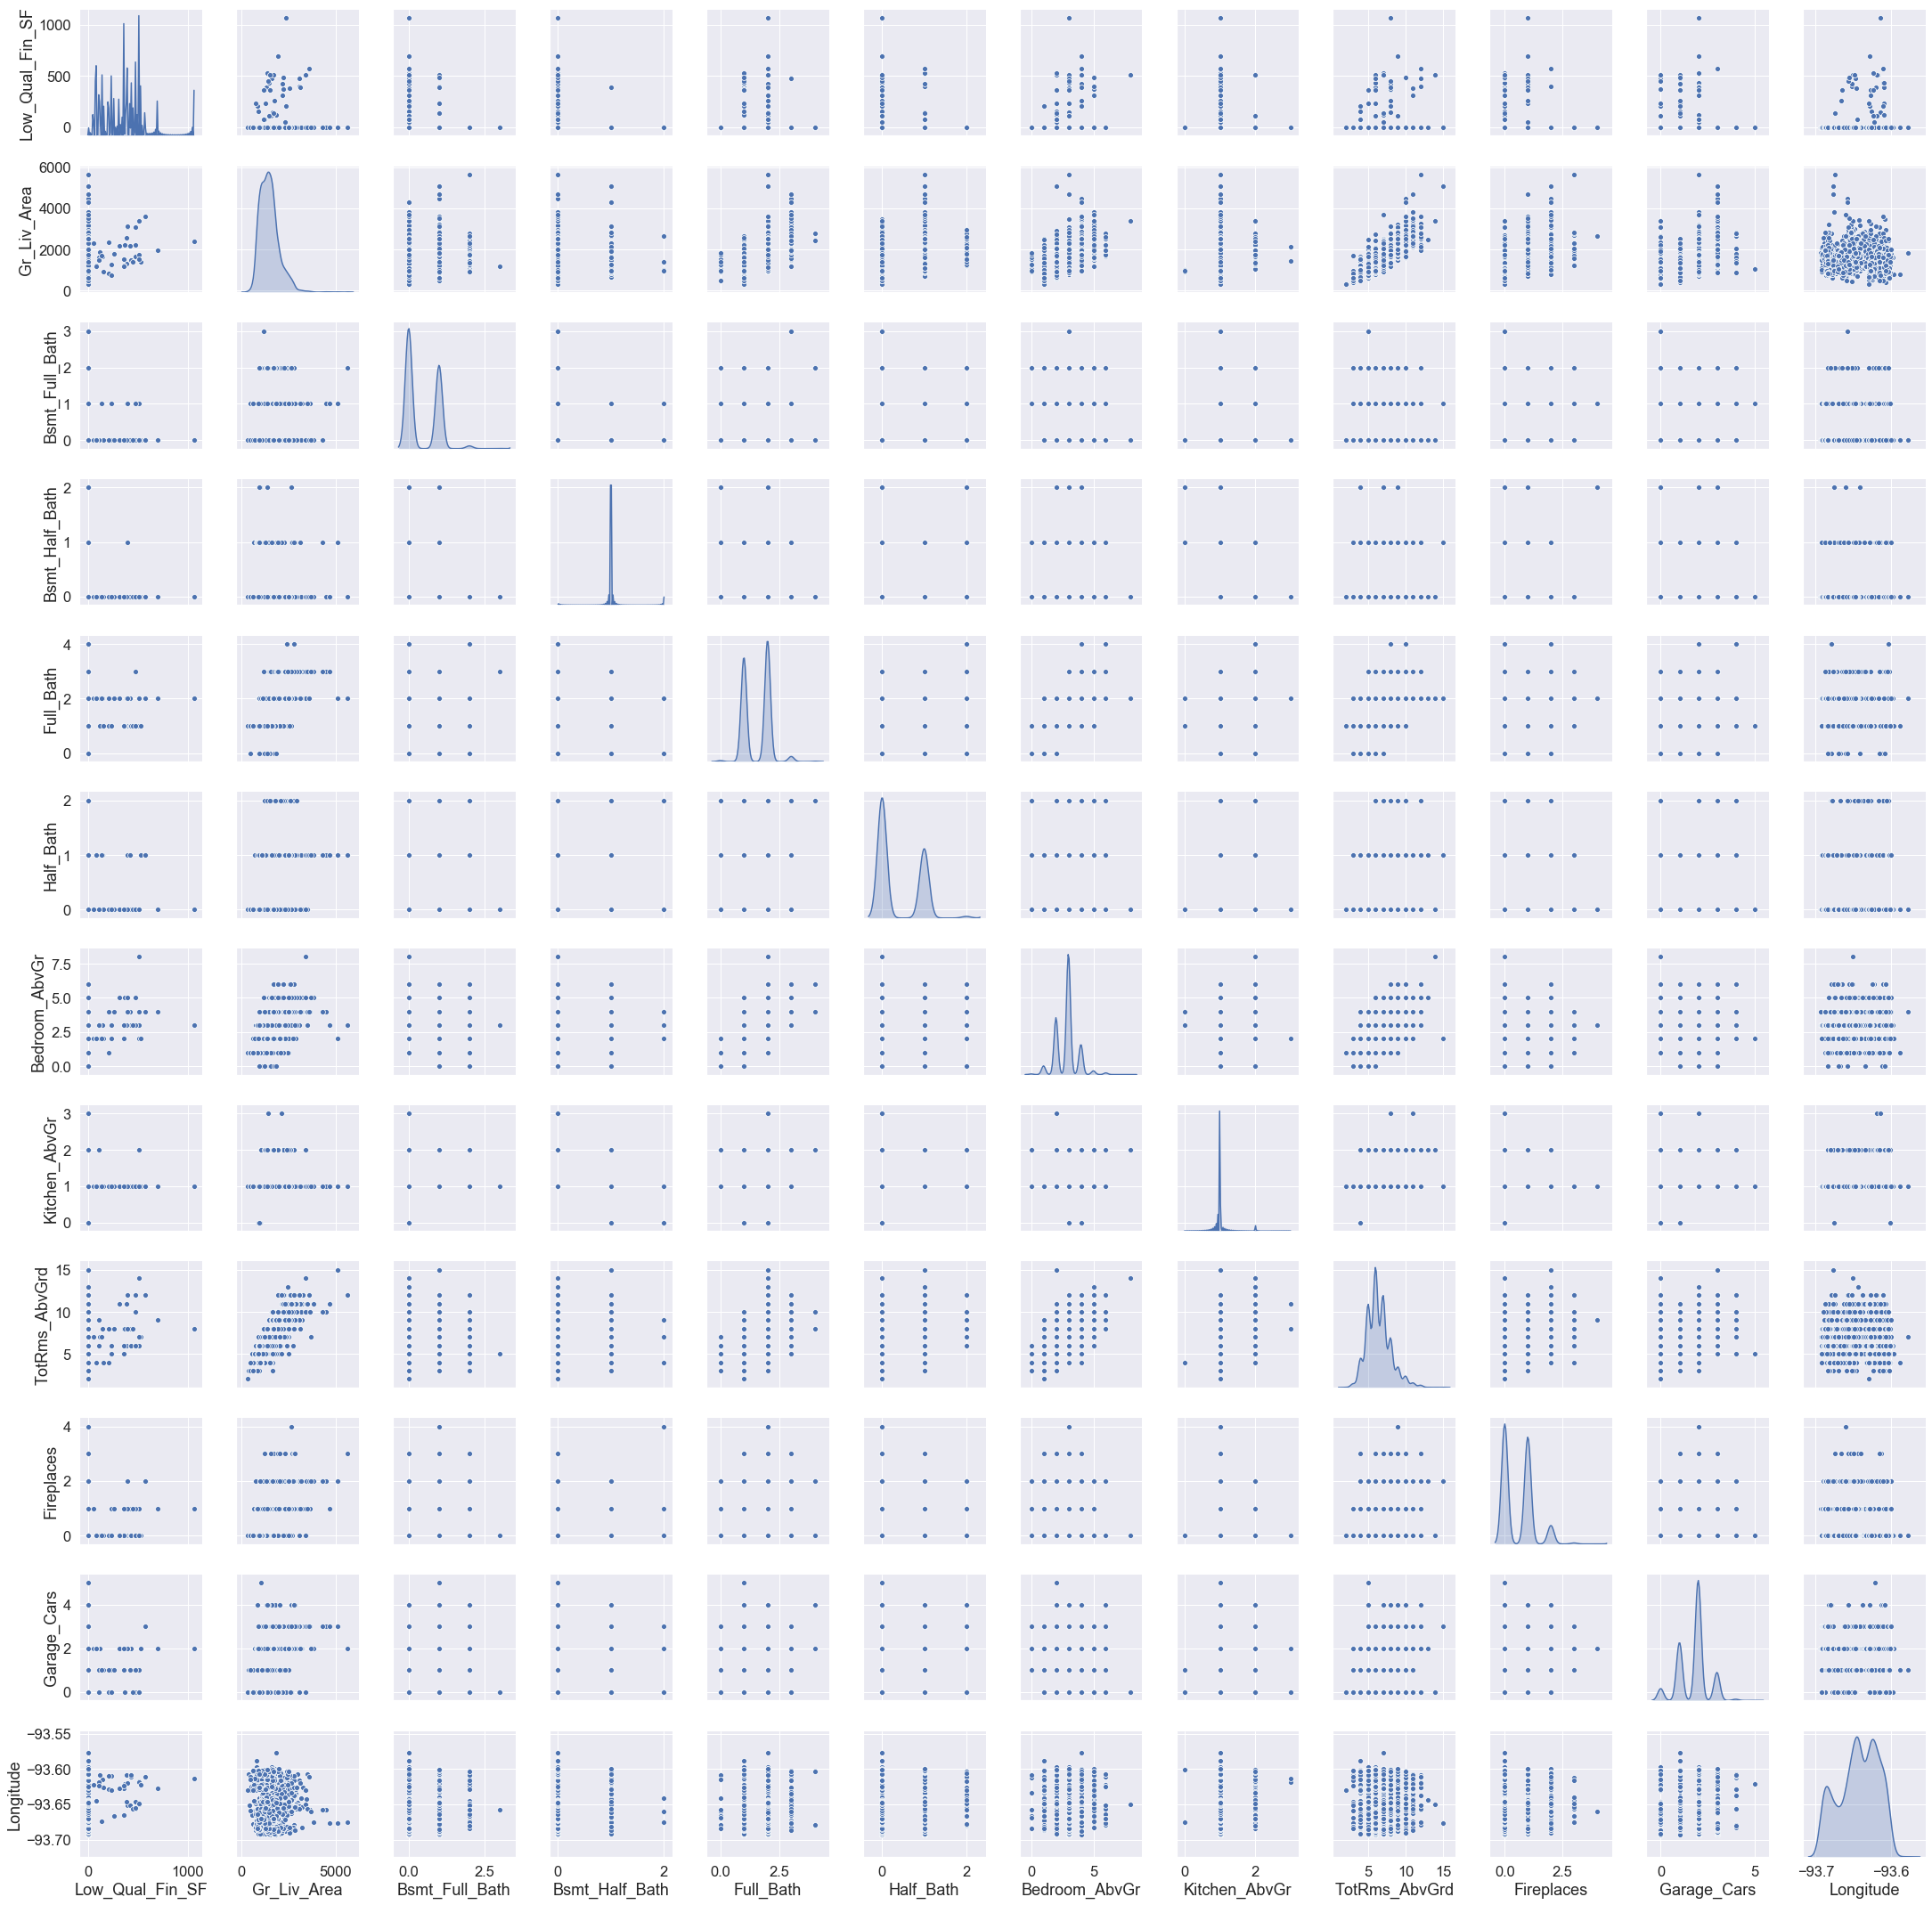 Low_Qual_Fin_SF
1000
500
0
Gr_Liv_Area
6000
4000
2000
0
Bsmt_Full_Bath
3
2
1
0
Bsmt_Half_Bath
2
1
0
Full_Bath
4
2
0
Half_Bath
2
1
0
Bedroom_AbvGr
7.5
5.0
2.5
0.0
Kitchen_AbvGr
3
2
1
0
TotRms_AbvGrd
15
10
5
Fireplaces
4
2
0
Garage_Cars
4
2
0
Longitude
−93.55
−93.60
−93.65
−93.70
0 1000 0 5000 0.0 2.5 0 2 0.0 2.5 0 2 0 5 0 2 5 10 15 0.0 2.5 0 5 −93.7 −93.6
Low_Qual_Fin_SF Gr_Liv_Area Bsmt_Full_Bath Bsmt_Half_Bath Full_Bath Half_Bath Bedroom_AbvGr Kitchen_AbvGr TotRms_AbvGrd Fireplaces Garage_Cars Longitude